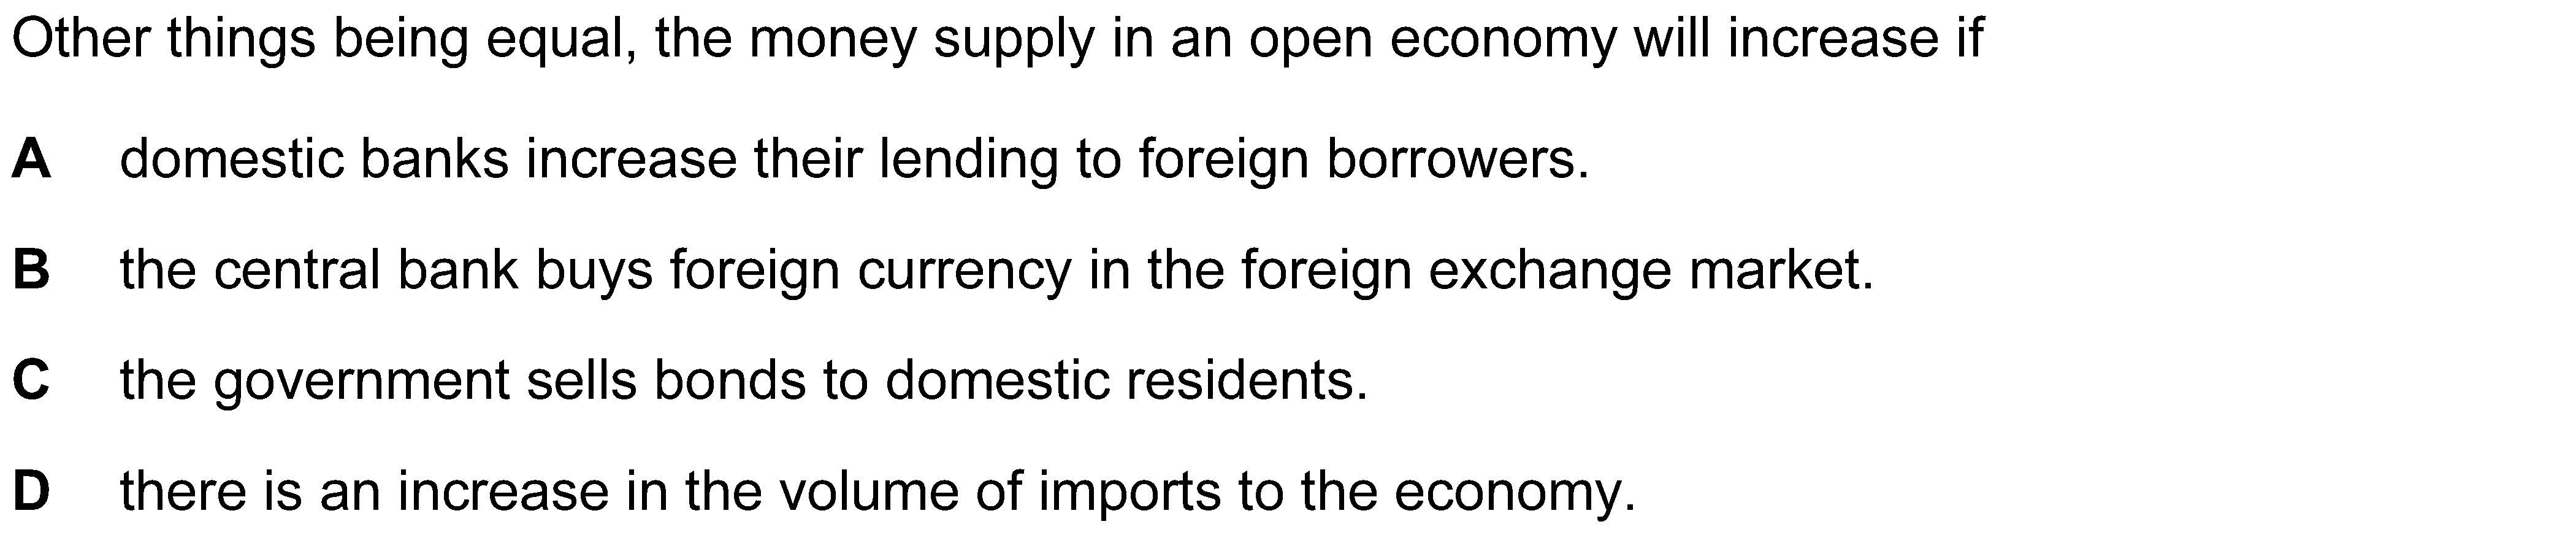 Other things being equal, the money supply in an open economy will increase if
A domestic banks increase their lending to foreign borrowers.
B the central bank buys foreign currency in the foreign exchange market.
C the government sells bonds to domestic residents.
D there is an increase in the volume of imports to the economy.